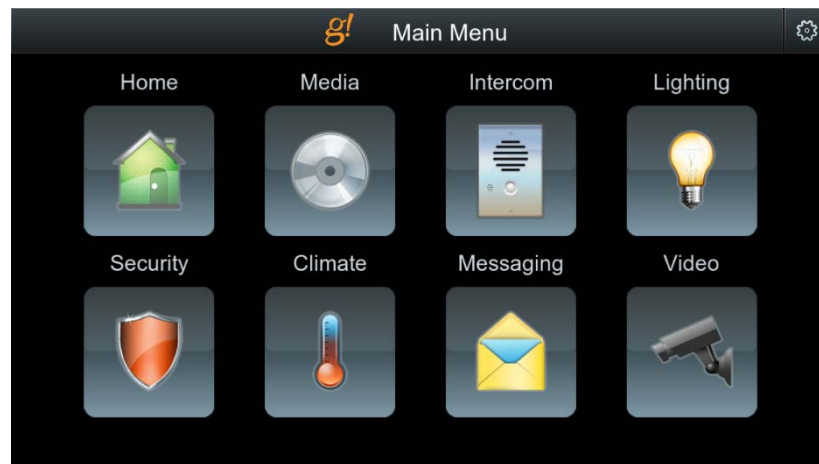 g! Main Menu
Home Media Intercom Lighting
Security Climate Messaging Video